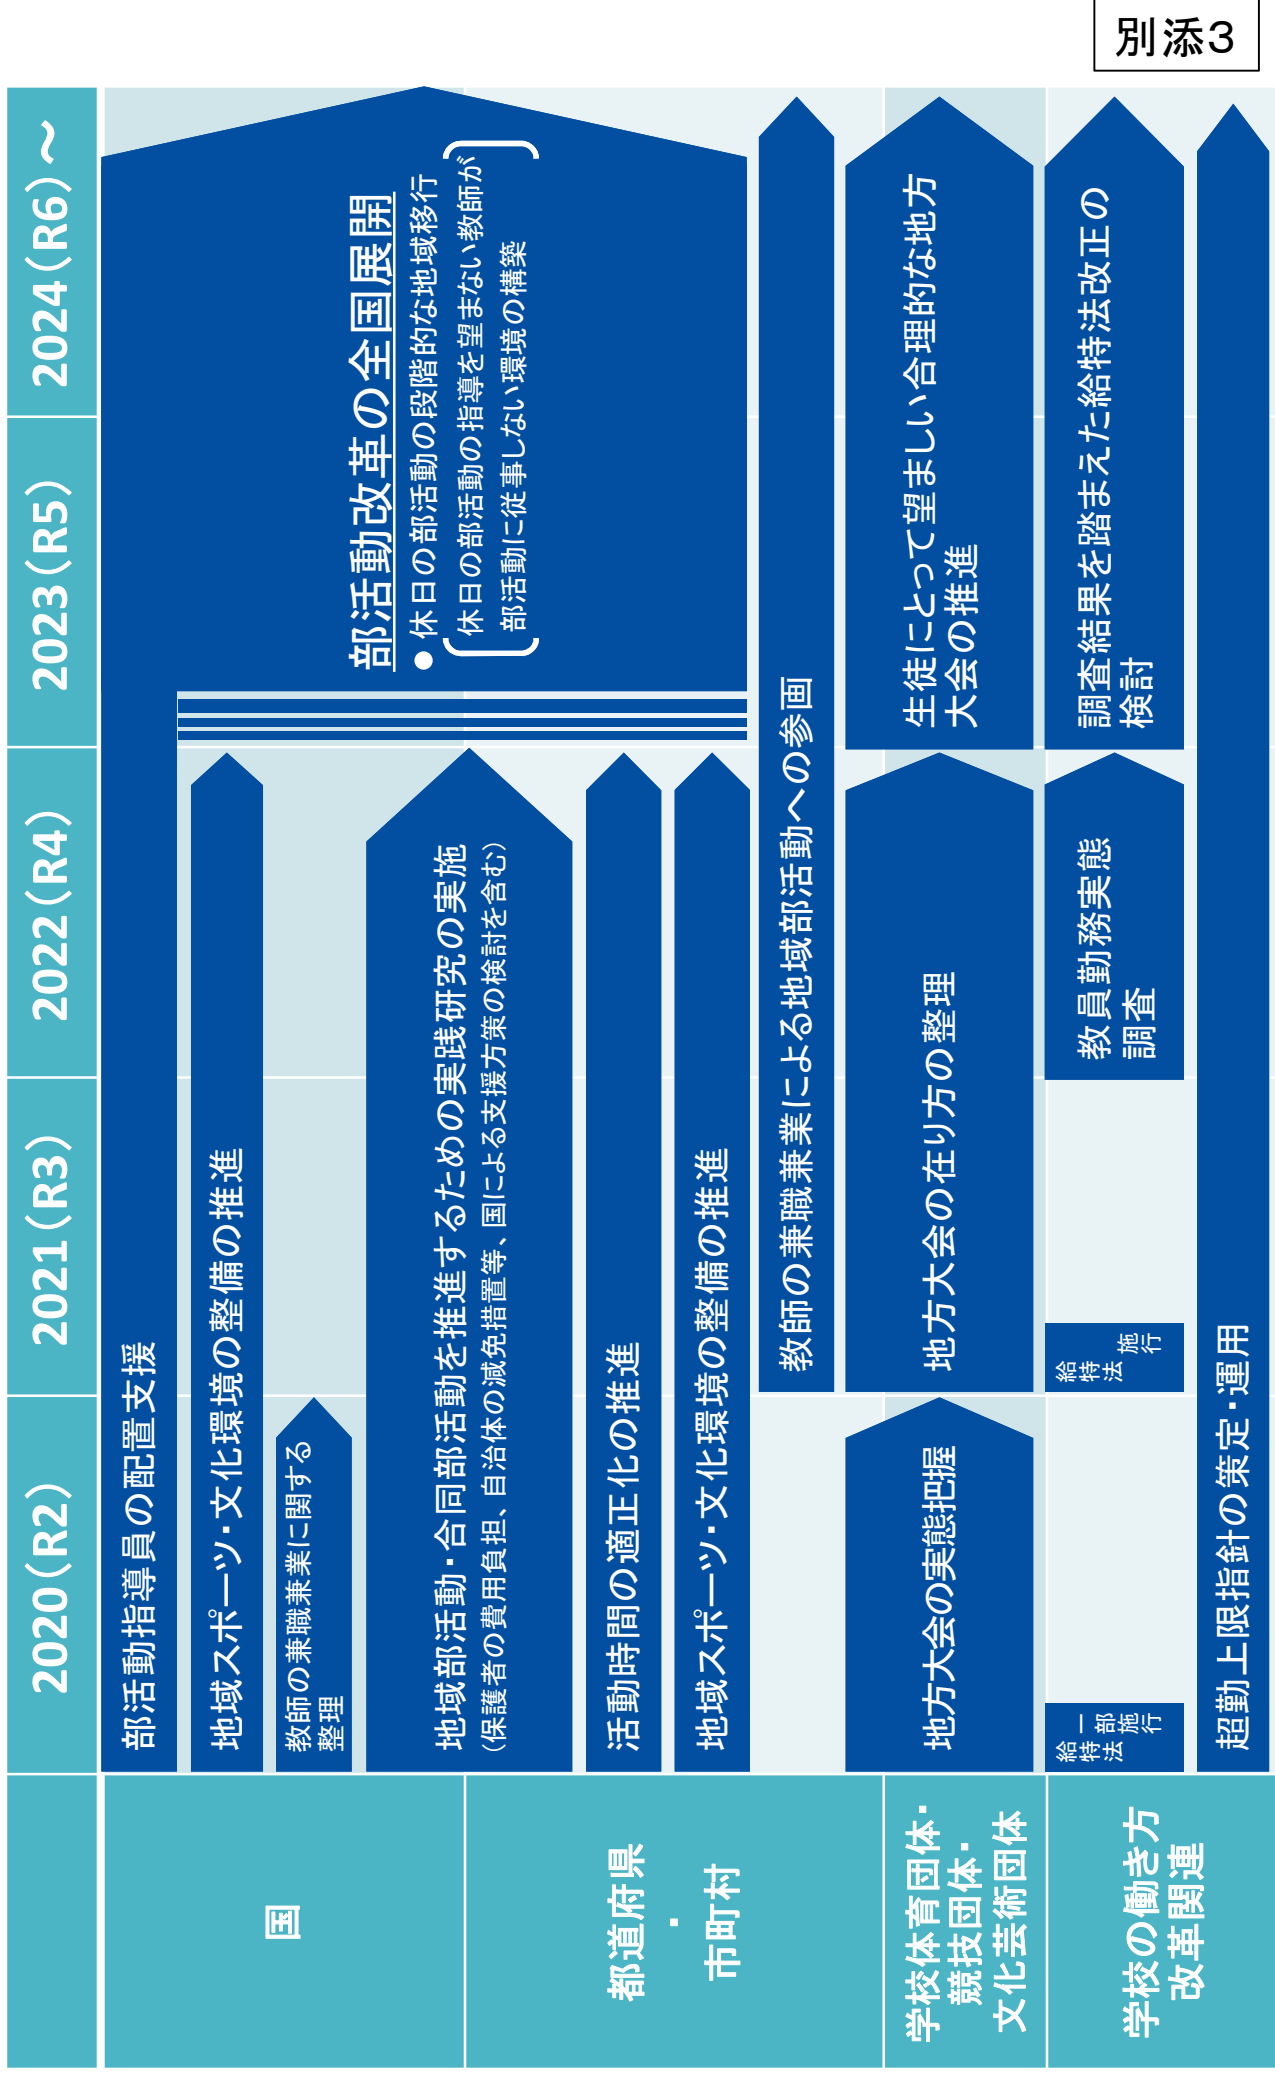 別添3
2020(R2)
2021(R3)
2022(R4)
2023(R5)
2024(R6)~
国
都道府県
・
市町村
学校体育団体・
競技団体・
文化芸術団体
学校の働き方
改革関連
部活動指導員の配置支援
地域スポーツ・文化環境の整備の推進
教師の兼職兼業に関する
整理
地域部活動・合同部活動を推進するための実践研究の実施
(保護者の費用負担、自治体の減免措置等、国による支援方策の検討を含む)
活動時間の適正化の推進
地域スポーツ・文化環境の整備の推進
部活動改革の全国展開
● 休日の部活動の段階的な地域移行
休日の部活動の指導を望まない教師が
部活動に従事しない環境の構築
教師の兼職兼業による地域部活動への参画
地方大会の実態把握
地方大会の在り方の整理
生徒にとって望ましい合理的な地方
大会の推進
給特法
一部施行
給特法
施行
教員勤務実態
調査
調査結果を踏まえた給特法改正の
検討
超勤上限指針の策定・運用